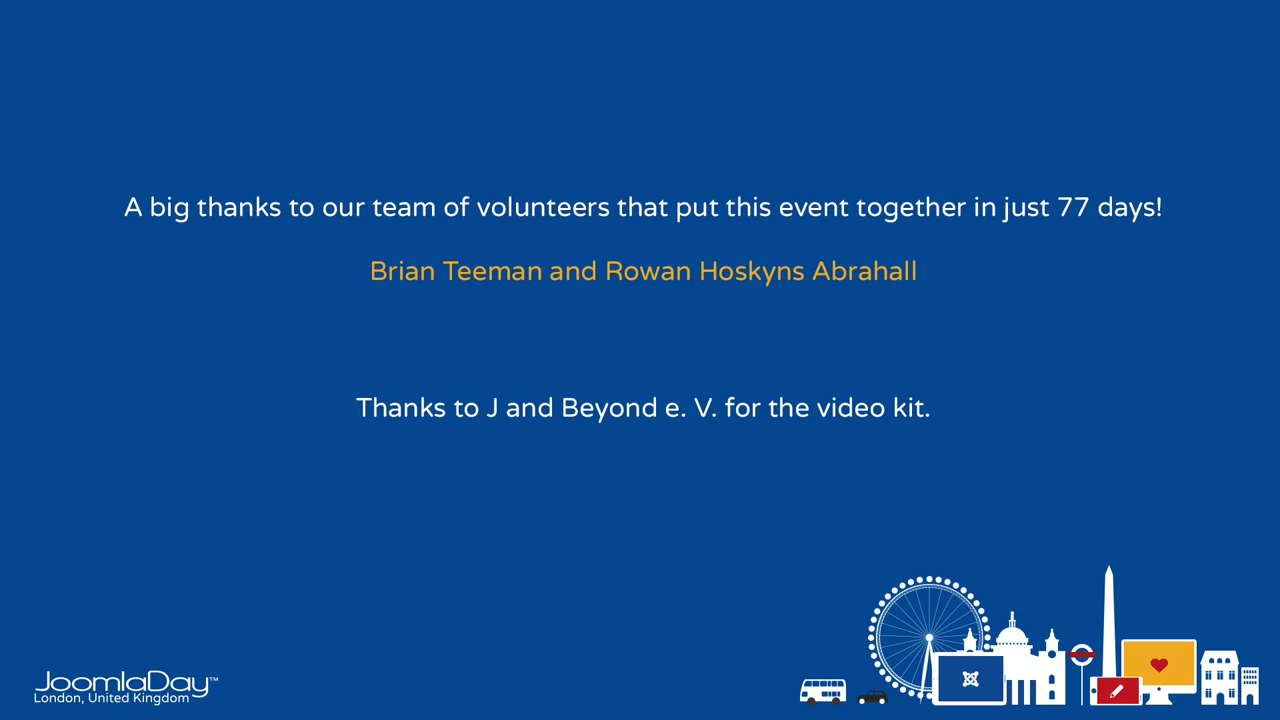 A big thanks to our team of volunteers that put this event together in just 77 days!
Brian Teeman and Rowan Hoskyns Abrahall
Thanks to J and Beyond e. V. for the video kit.
JoomlaDay™
London, United Kingdom